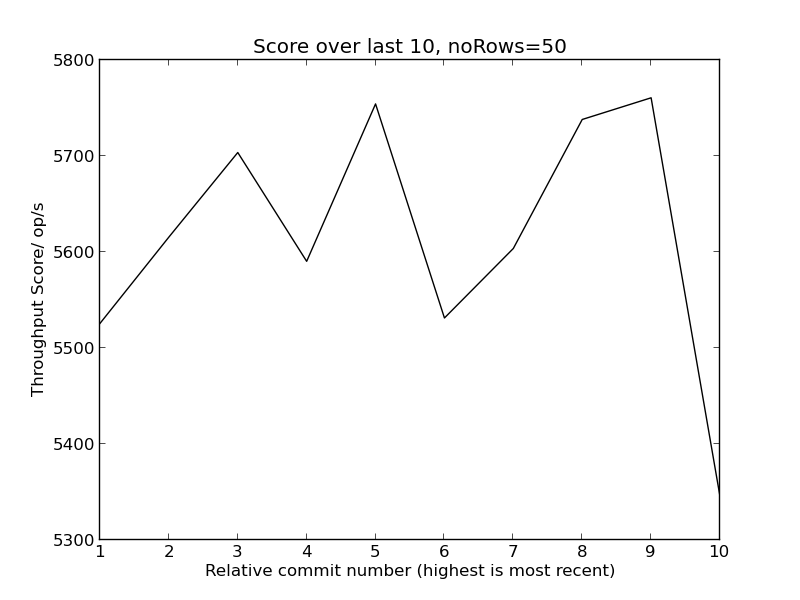 Score over last 10, noRows=50
Throughput Score/ op/s
5800
5700
5600
5500
5400
5300
1 2 3 4 5 6 7 8 9 10
Relative commit number (highest is most recent)